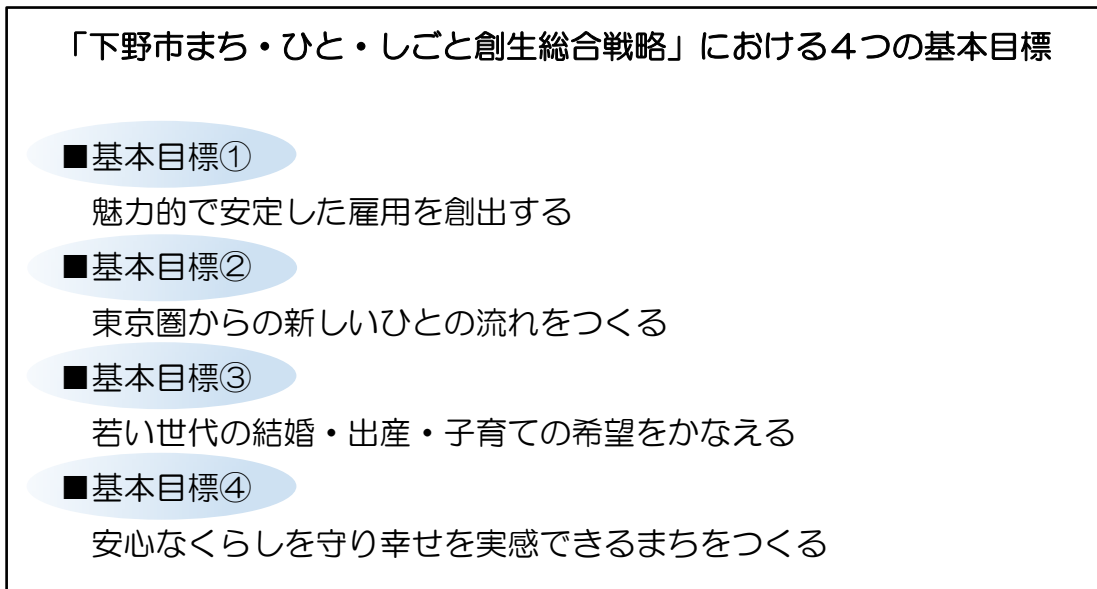 「下野市まち・ひと・しごと創生総合戦略」における４つの基本目標
■基本目標①
魅力的で安定した雇用を創出する
■基本目標②
東京圏からの新しいひとの流れをつくる
■基本目標③
若い世代の結婚・出産・子育ての希望をかなえる
■基本目標④
安心なくらしを守り幸せを実感できるまちをつくる